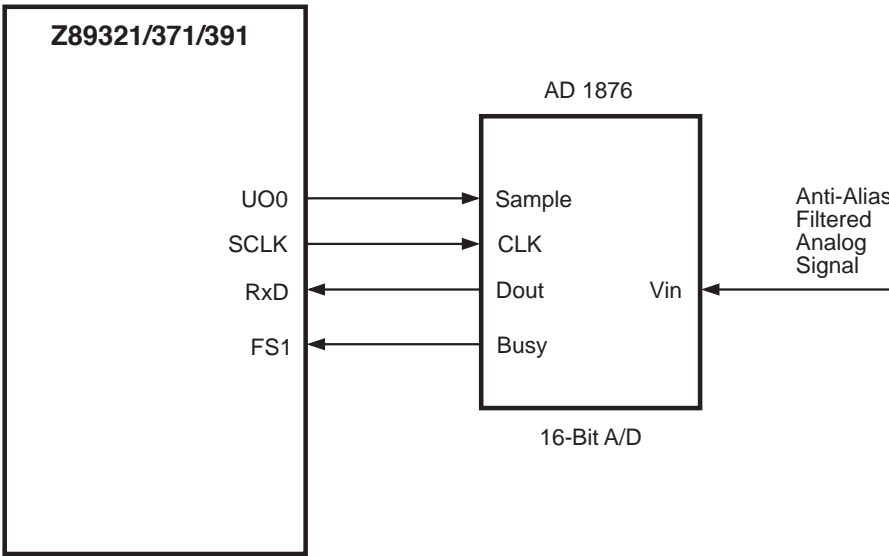 Z89321/371/391
AD 1876
UO0
SCLK
RxD
FS1
Sample
CLK
Dout
Busy
Vin
Anti-Alias
Filtered
Analog
Signal
16-Bit A/D